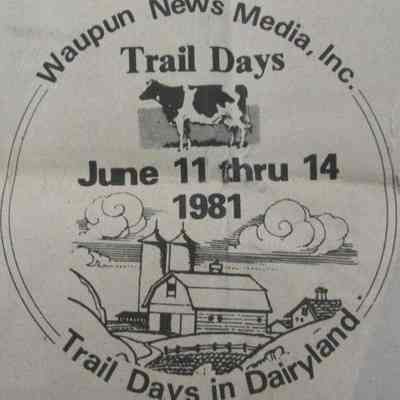 Waupun News Media, Inc.
Trail Days
June 11 thru 14
1981
Trail Days in Dairyland